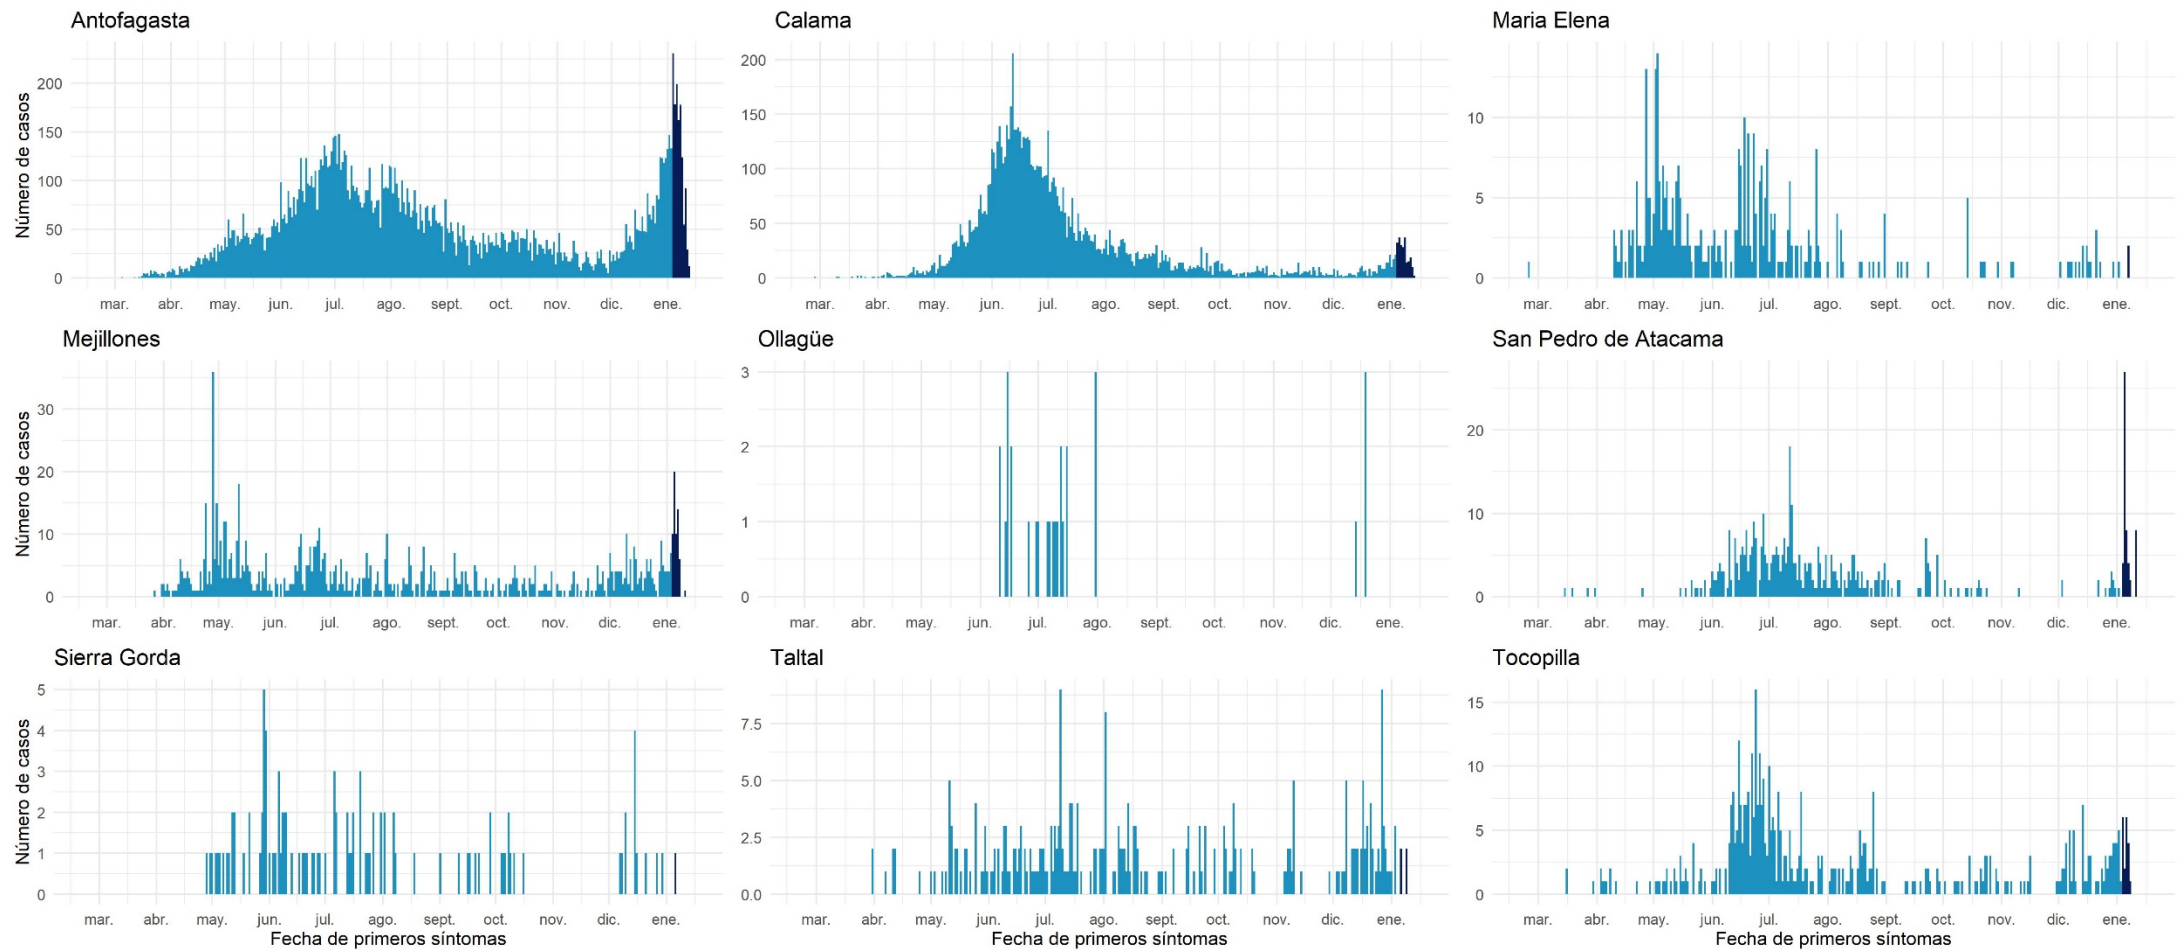 Antofagasta
Calama
Maria Elena
Número de casos
200
150
100
50
0
mar. abr. may. jun. jul. ago. sept. oct. nov. dic. ene.
200
150
100
50
0
mar. abr. may. jun. jul. ago. sept. oct. nov. dic. ene.
10
5
0
mar. abr. may. jun. jul. ago. sept. oct. nov. dic. ene.
Mejillones
Ollagüe
San Pedro de Atacama
Número de casos
30
20
10
0
mar. abr. may. jun. jul. ago. sept. oct. nov. dic. ene.
3
2
1
0
mar. abr. may. jun. jul. ago. sept. oct. nov. dic. ene.
20
10
0
mar. abr. may. jun. jul. ago. sept. oct. nov. dic. ene.
Sierra Gorda
Taltal
Tocopilla
Número de casos
5
4
3
2
1
0
mar. abr. may. jun. jul. ago. sept. oct. nov. dic. ene.
Fecha de primeros síntomas
7.5
5.0
2.5
0.0
mar. abr. may. jun. jul. ago. sept. oct. nov. dic. ene.
Fecha de primeros síntomas
15
10
5
0
mar. abr. may. jun. jul. ago. sept. oct. nov. dic. ene.
Fecha de primeros síntomas